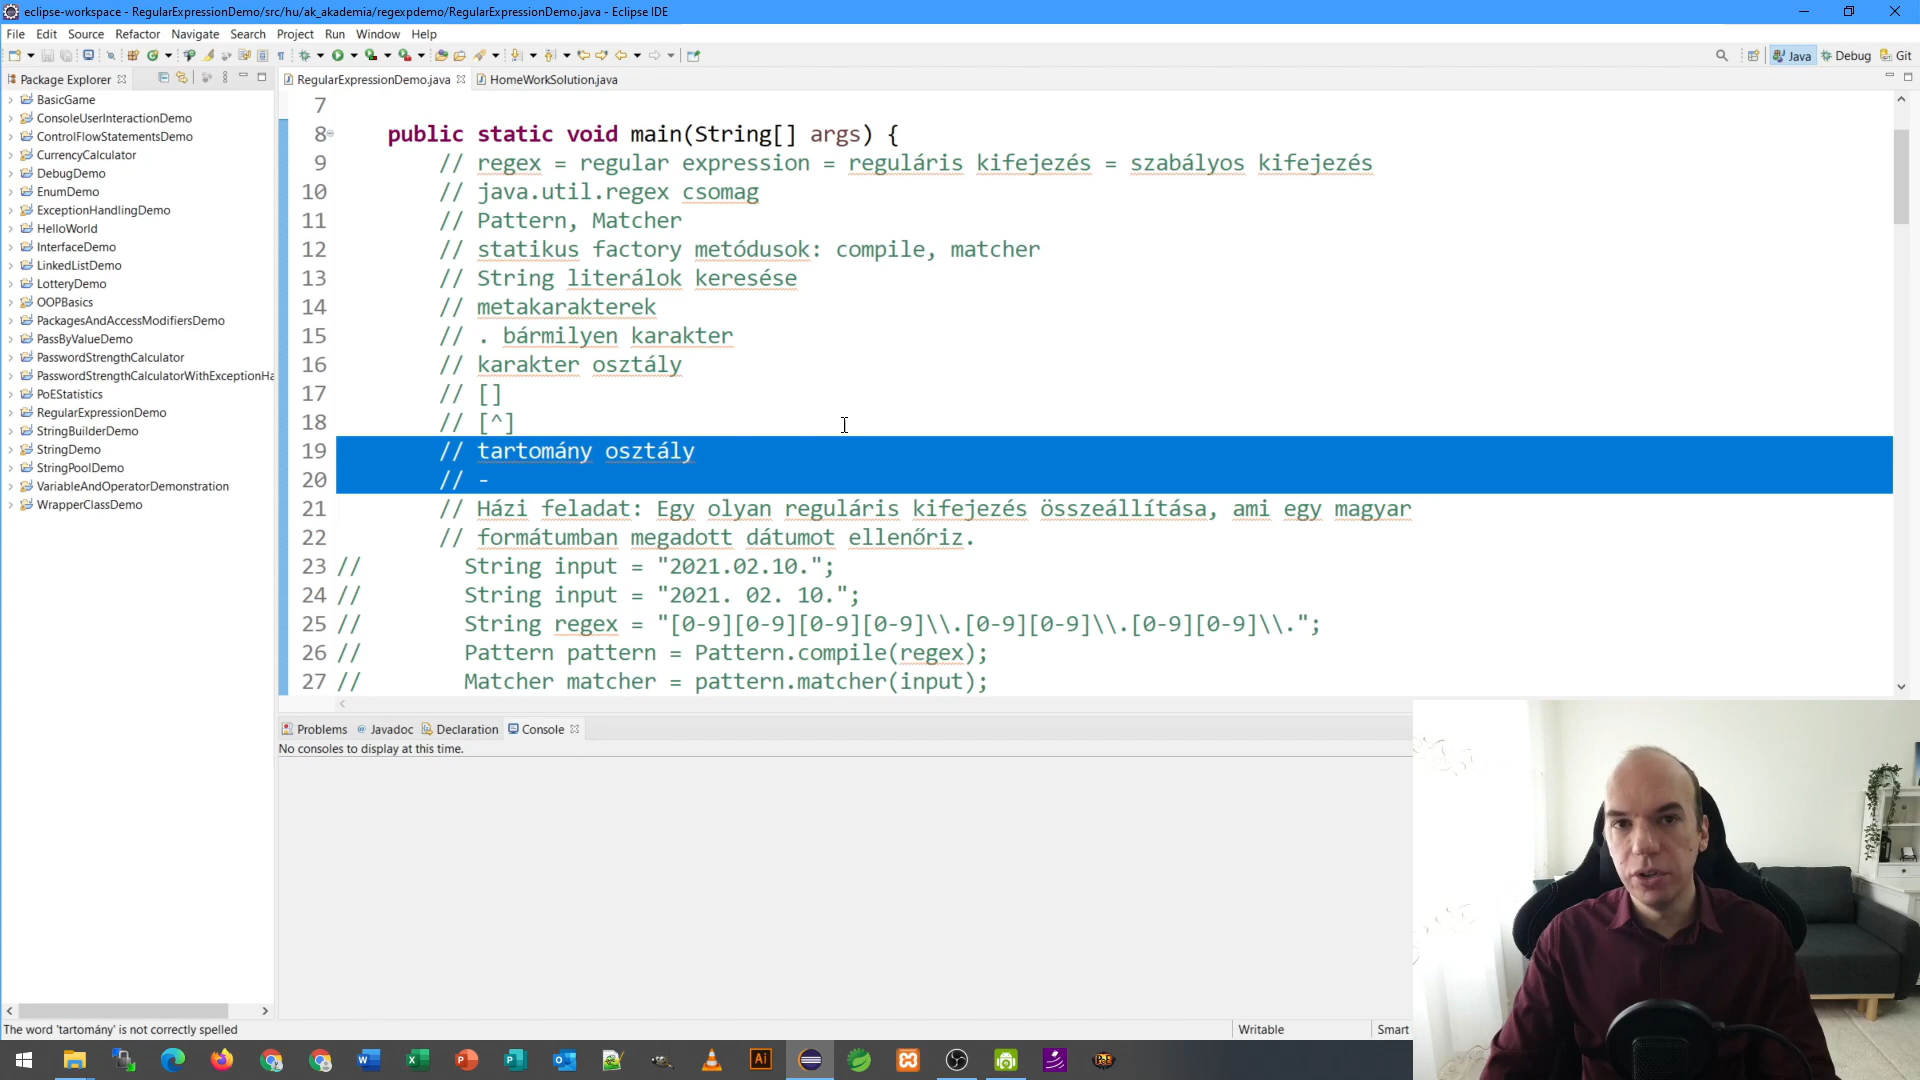 eclipse-workspace - RegularExpressionDemo/src/hu/ak_akademia/regexpdemo/RegularExpressionDemo.java - Eclipse IDE
File Edit Source Refactor Navigate Search Project Run Window Help
Java Debug Git
Package Explorer
RegularExpressionDemo.java HomeWorkSolution.java
BasicGame
ConsoleUserInteractionDemo
ControlFlowStatementsDemo
CurrencyCalculator
DebugDemo
EnumDemo
ExceptionHandlingDemo
HelloWorld
InterfaceDemo
LinkedListDemo
LotteryDemo
OOPBasics
PackagesAndAccessModifiersDemo
PassByValueDemo
PasswordStrengthCalculator
PasswordStrengthCalculatorWithExceptionHa
PoEStatistics
RegularExpressionDemo
StringBuilderDemo
StringDemo
StringPoolDemo
VariableAndOperatorDemonstration
WrapperClassDemo
7
8 public static void main(String[] args) {
9 // regex = regular expression = reguláris kifejezés = szabályos kifejezés
10 // java.util.regex csomag
11 // Pattern, Matcher
12 // statikus factory metódusok: compile, matcher
13 // String literálok keresése
14 // metakarakterek
15 // . bármilyen karakter
16 // karakter osztály
17 // []
18 // [^]
19 // tartomány osztály
20 // -
21 // Házi feladat: Egy olyan reguláris kifejezés összeállítása, ami egy magyar
22 // formátumban megadott dátumot ellenőriz.
23 // String input = "2021.02.10.";
24 // String input = "2021. 02. 10.";
25 // String regex = "[0-9][0-9][0-9][0-9]\\.[0-9][0-9]\\.[0-9][0-9]\\.";
26 // Pattern pattern = Pattern.compile(regex);
27 // Matcher matcher = pattern.matcher(input);
Problems Javadoc Declaration Console
No consoles to display at this time.
The word 'tartomány' is not correctly spelled
Writable
Smart